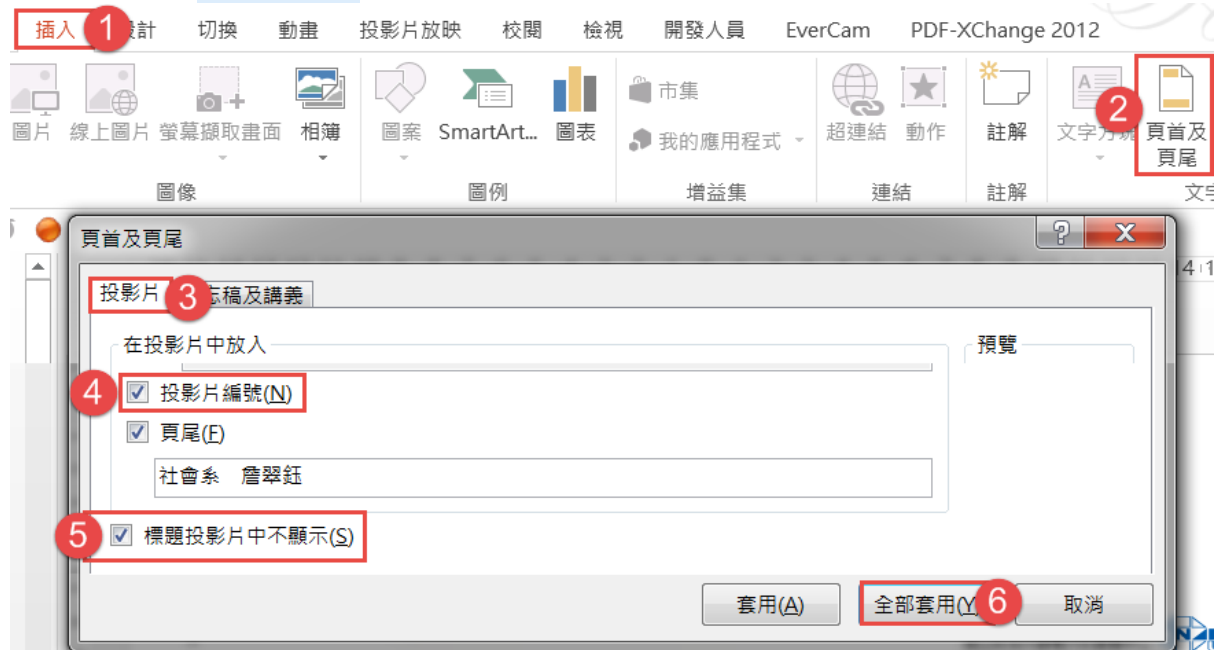 插入 1 計 切換 動畫 投影片放映 校閱 檢視 開發人員 EverCam PDF-XChange 2012
圖片 線上圖片 螢幕擷取畫面 相簿 圖案 SmartArt... 圖表 市集 我的應用程式 超連結 動作 註解 文字方塊 2 頁首及
頁尾
圖像 圖例 增益集 連結 註解 文字
頁首及頁尾
14 1
投影片 3 忘稿及講義
在投影片中放入 預覽
4 投影片編號(N)
頁尾(F)
社會系 詹翠鈺
5 標題投影片中不顯示(S)
套用(A) 全部套用(Y 6 取消